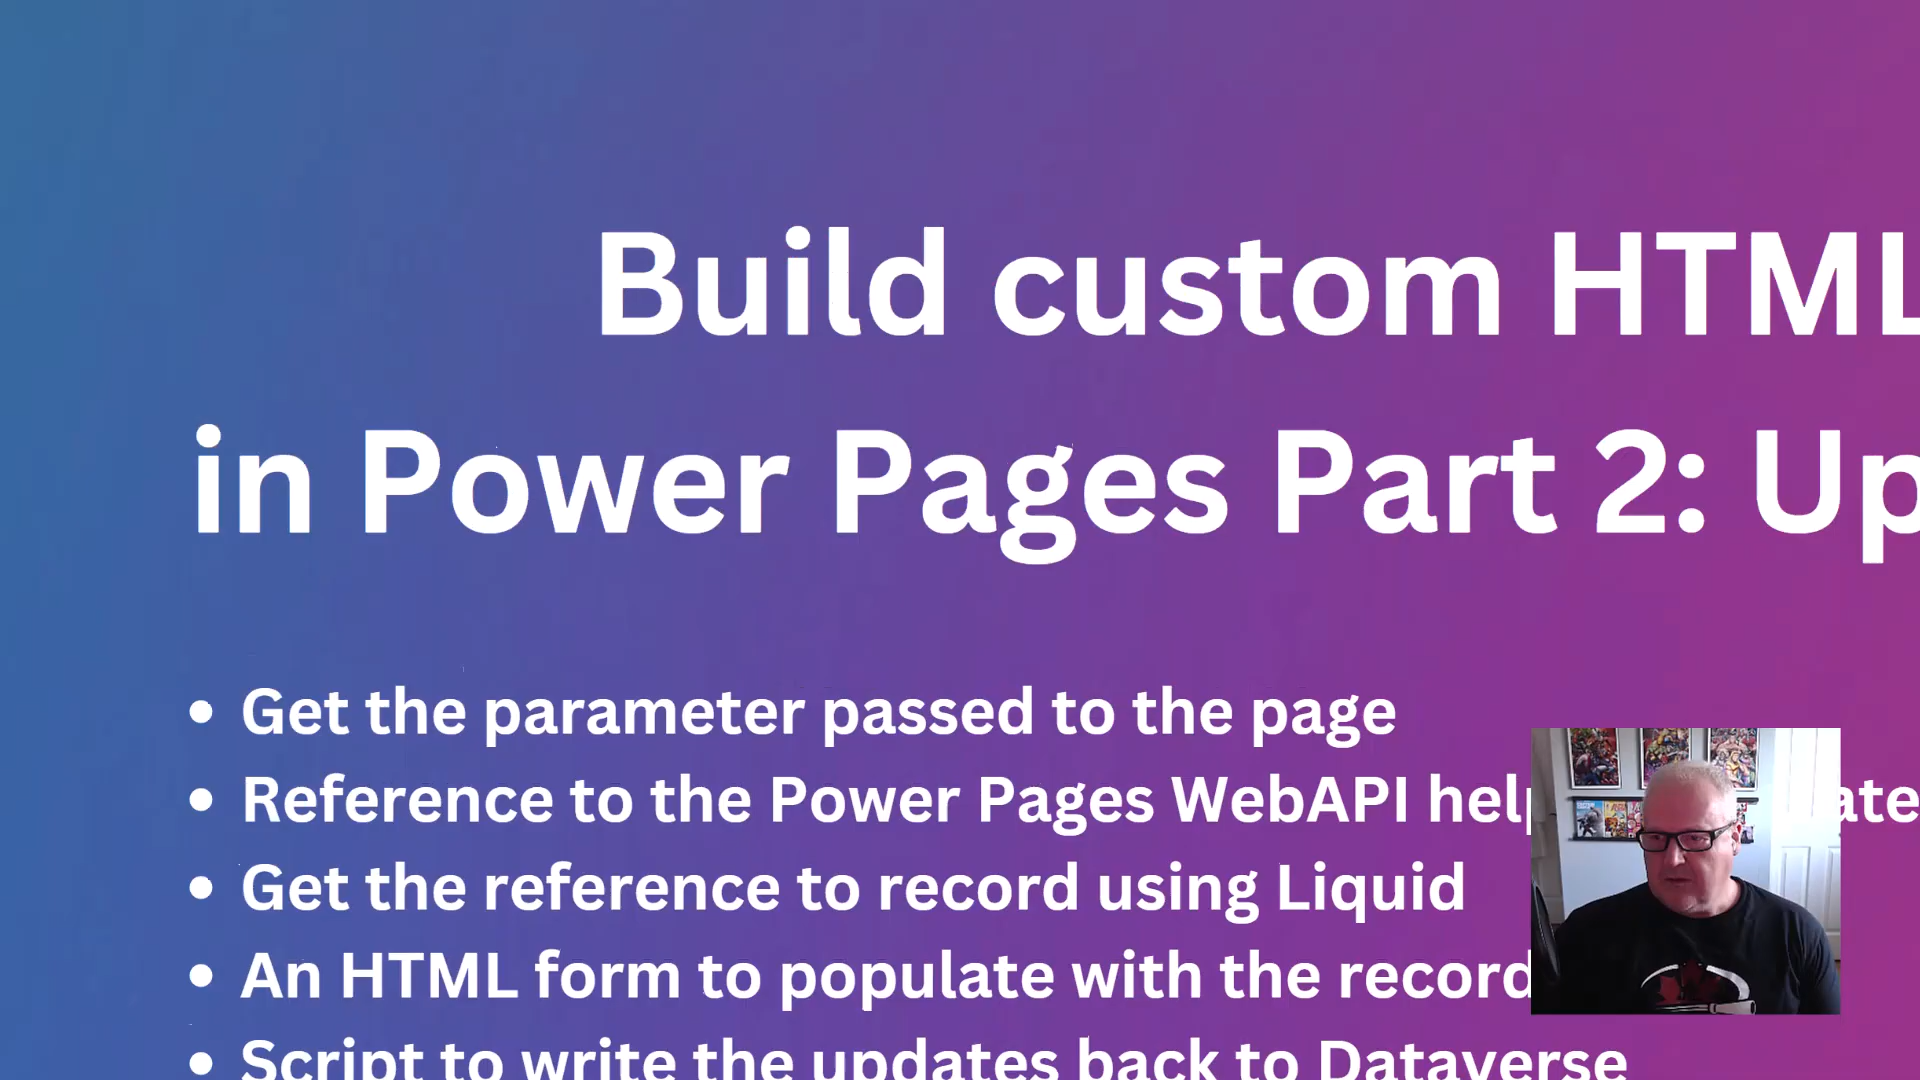 Build custom HTML
in Power Pages Part 2: Up
• Get the parameter passed to the page
• Reference to the Power Pages WebAPI help ate
• Get the reference to record using Liquid
• An HTML form to populate with the record
• Script to write the updates back to Dataverse